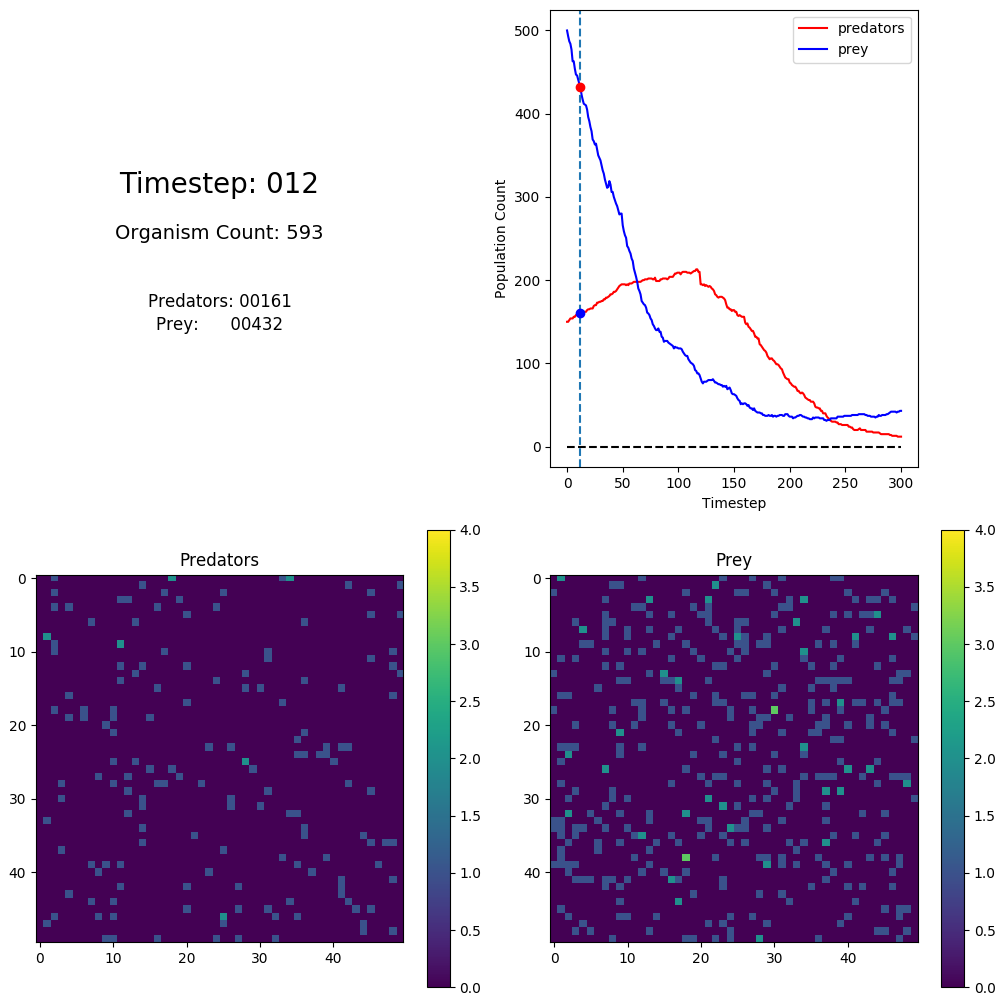 Timestep: 012
Organism Count: 593
Predators: 00161
Prey: 00432
predators
prey
500
400
300
200
100
0
Population Count
0 50 100 150 200 250 300
Timestep
Predators
0
10
20
30
40
0 10 20 30 40
4.0
3.5
3.0
2.5
2.0
1.5
1.0
0.5
0.0
Prey
0
10
20
30
40
0 10 20 30 40
4.0
3.5
3.0
2.5
2.0
1.5
1.0
0.5
0.0